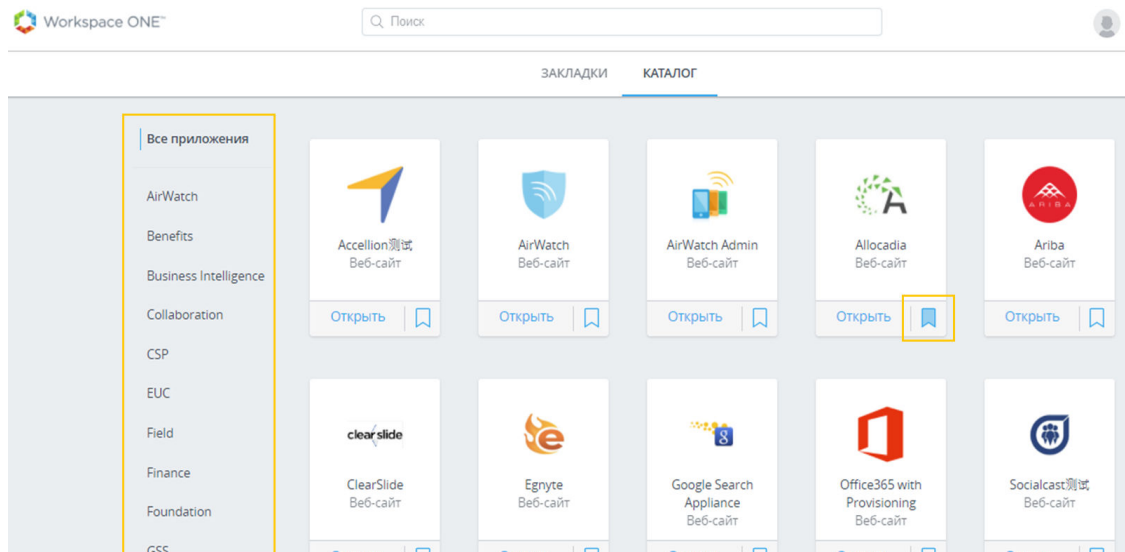 Workspace ONE™
Поиск
ЗАКЛАДКИ
КАТАЛОГ
Все приложения
AirWatch
Benefits
Business Intelligence
Collaboration
CSP
EUC
Field
Finance
Foundation
GSS
Accellion测试
Веб-сайт
Открыть
AirWatch
Веб-сайт
Открыть
AirWatch Admin
Веб-сайт
Открыть
Allocadia
Веб-сайт
Открыть
ARIBA
Ariba
Веб-сайт
Открыть
clearslide
ClearSlide
Веб-сайт
Egnyte
Веб-сайт
Google Search
Appliance
Веб-сайт
Office365 with
Provisioning
Веб-сайт
Socialcast测试
Веб-сайт